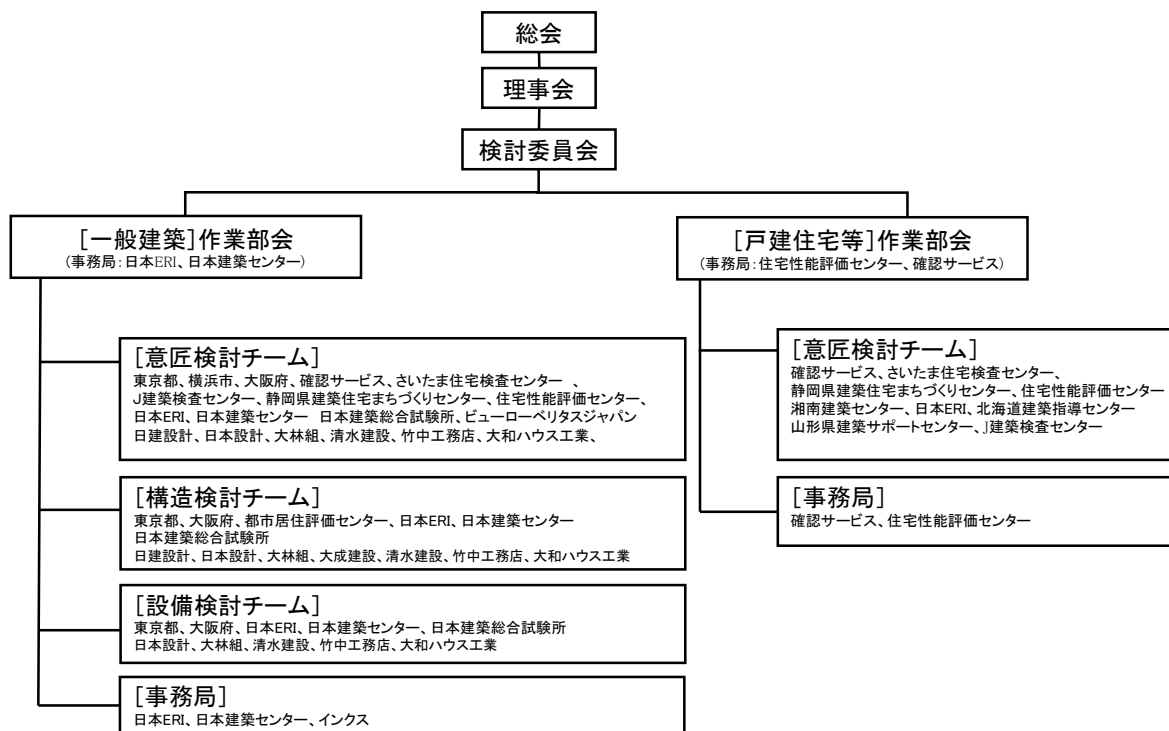 総会
理事会
検討委員会
[一般建築]作業部会
(事務局:日本ERI、日本建築センター)
[意匠検討チーム]
東京都、横浜市、大阪府、確認サービス、さいたま住宅検査センター 、
J建築検査センター、静岡県建築住宅まちづくりセンター、住宅性能評価センター、
日本ERI、日本建築センター 日本建築総合試験所、ビューローベリタスジャパン
日建設計、日本設計、大林組、清水建設、竹中工務店、大和ハウス工業、
[構造検討チーム]
東京都、大阪府、都市居住評価センター、日本ERI、日本建築センター
日本建築総合試験所
日建設計、日本設計、大林組、大成建設、清水建設、竹中工務店、大和ハウス工業
[設備検討チーム]
東京都、大阪府、日本ERI、日本建築センター、日本建築総合試験所
日本設計、大林組、清水建設、竹中工務店、大和ハウス工業
[事務局]
日本ERI、日本建築センター、インクス
[戸建住宅等]作業部会
(事務局:住宅性能評価センター、確認サービス)
[意匠検討チーム]
確認サービス、さいたま住宅検査センター、
静岡県建築住宅まちづくりセンター、住宅性能評価センター
湘南建築センター、日本ERI、北海道建築指導センター
山形県建築サポートセンター、J建築検査センター
[事務局]
確認サービス、住宅性能評価センター